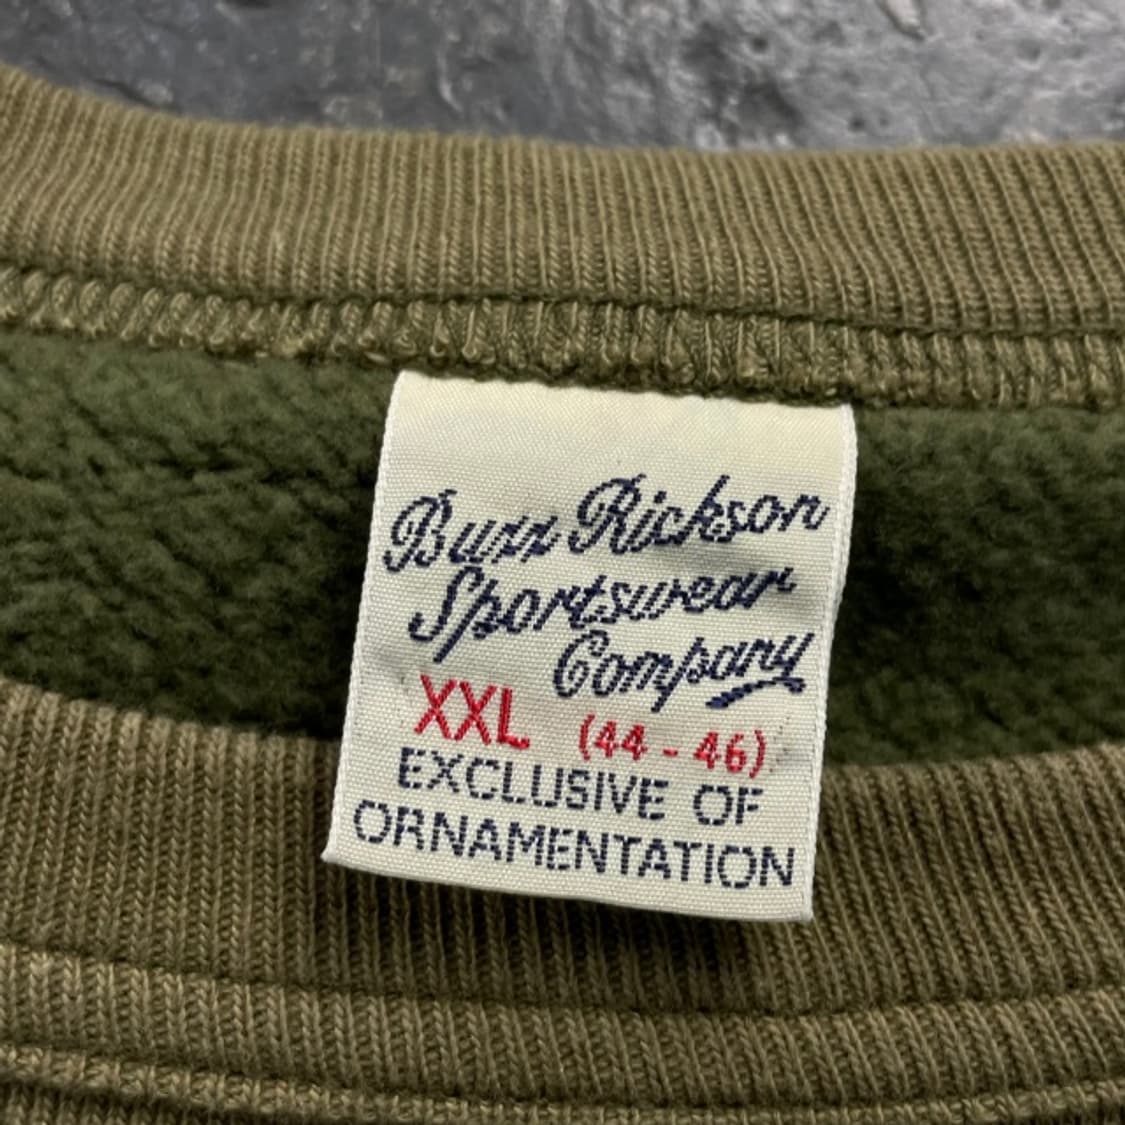 Buzz Rickson
Sportswear
Company
XXL (44 - 46)
EXCLUSIVE OF
ORNAMENTATION